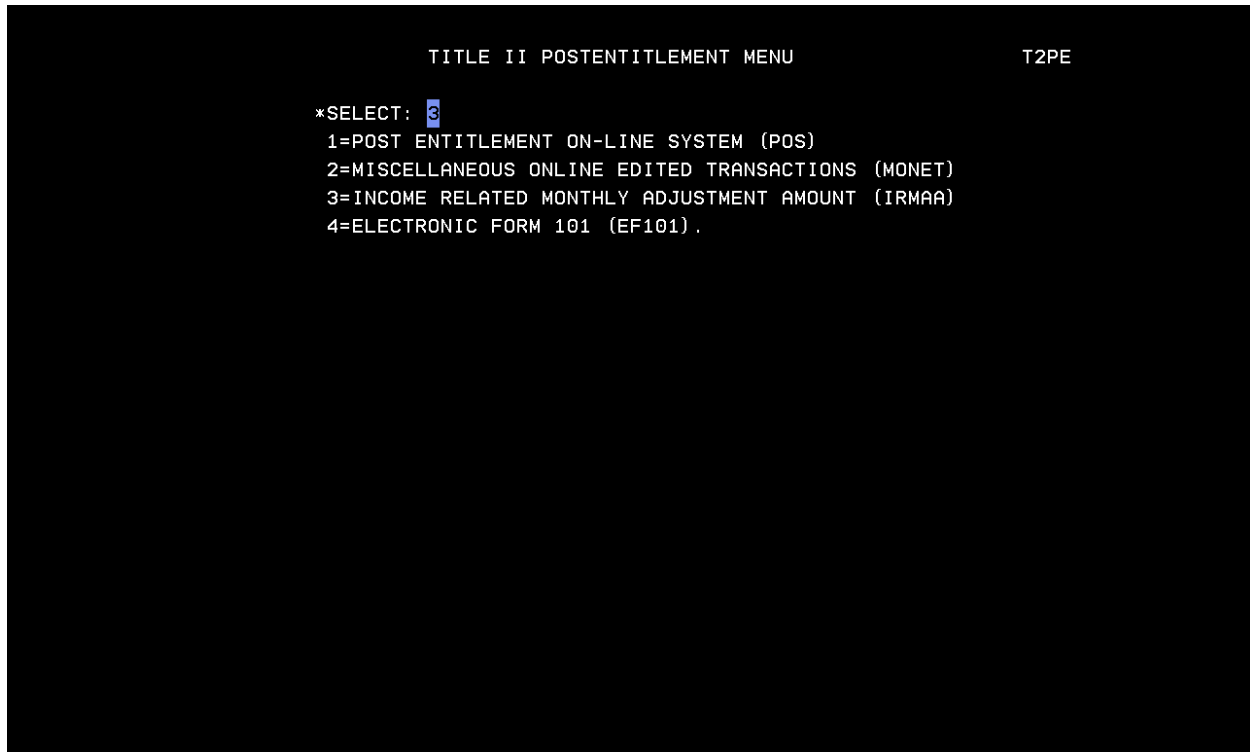 TITLE II POSTENTITLEMENT MENU T2PE
*SELECT: 3
1=POST ENTITLEMENT ON-LINE SYSTEM (POS)
2=MISCELLANEOUS ONLINE EDITED TRANSACTIONS (MONET)
3=INCOME RELATED MONTHLY ADJUSTMENT AMOUNT (IRMAA)
4=ELECTRONIC FORM 101 (EF101).